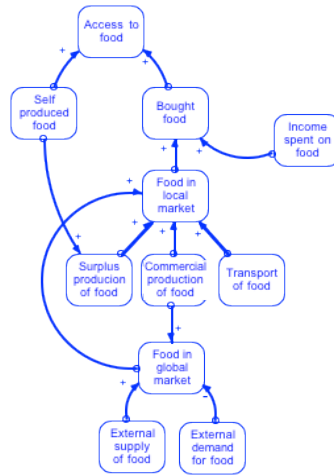 Access to
food
+
+
Self
produced
food
Bought
food
Income
spent on
food
+
+
Food in
local
market
+
+
+
+
+
Surplus
producion
of food
Commercial
production
of food
Transport
of food
+
Food in
global
market
+
-
External
supply
of food
External
demand
for food